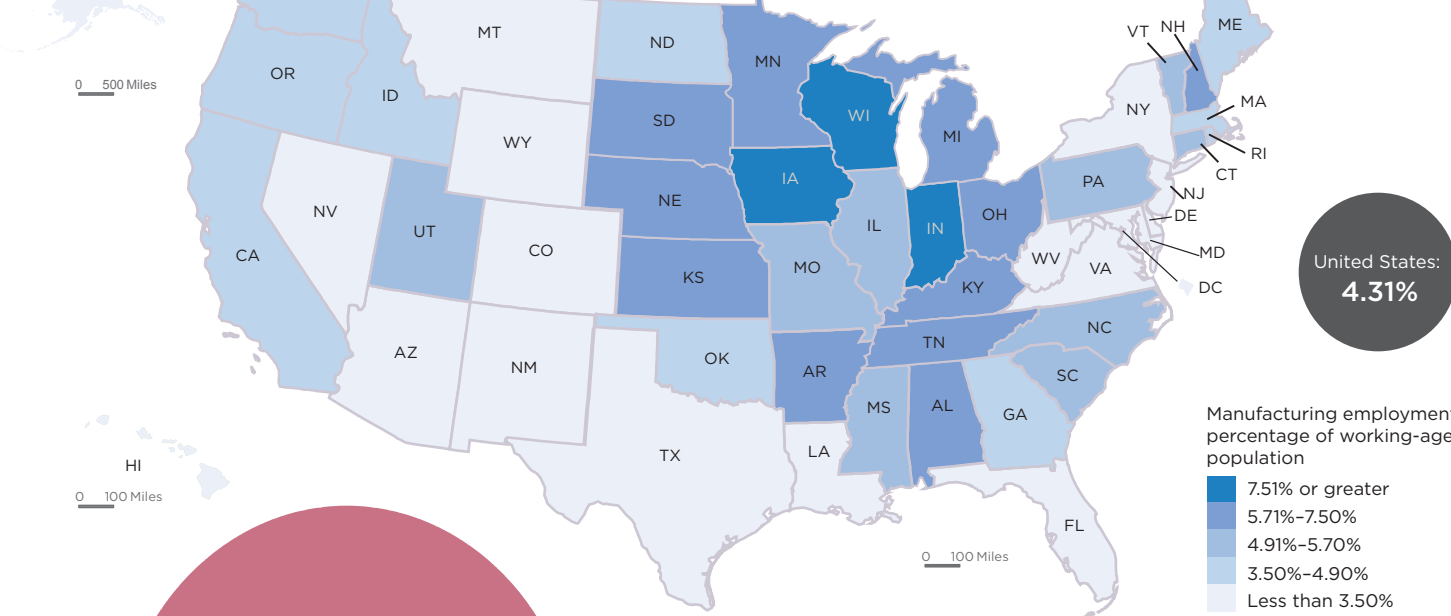 MT
ND
MN
VT
NH
ME
OR
ID
0 500 Miles
SD
WI
WY
MI
NY
MA
RI
CT
IA
PA
NE
NJ
NV
UT
IL
IN
OH
DE
CO
CA
MO
WV
VA
MD
KS
KY
DC
United States:
4.31%
NC
TN
AZ
NM
OK
AR
SC
MS
AL
GA
TX
LA
FL
HI
0 100 Miles
0 100 Miles
Manufacturing employmen
percentage of working-age
population
7.51% or greater
5.71%–7.50%
4.91%–5.70%
3.50%–4.90%
Less than 3.50%